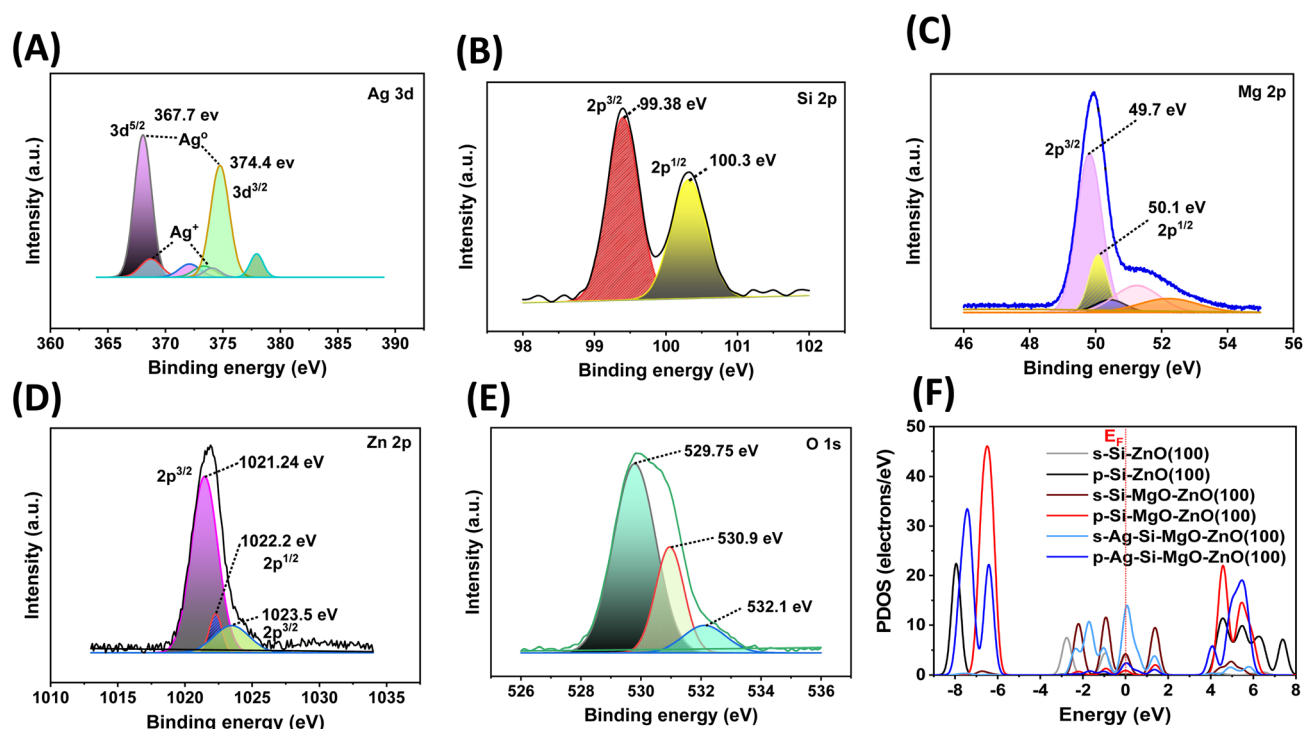 (A)
Ag 3d
367.7 ev
3d5/2
Ag⁰
374.4 ev
3d3/2
Ag+
Intensity (a.u.)
360 365 370 375 380 385 390
Binding energy (eV)
(B)
Si 2p
2p3/2
99.38 eV
2p1/2
100.3 eV
Intensity (a.u.)
98 99 100 101 102
Binding energy (eV)
(C)
Mg 2p
49.7 eV
2p3/2
50.1 eV
2p1/2
Intensity (a.u.)
46 48 50 52 54 56
Binding energy (eV)
(D)
Zn 2p
2p3/2
1021.24 eV
1022.2 eV
2p1/2
1023.5 eV
2p3/2
Intensity (a.u.)
1010 1015 1020 1025 1030 1035
Binding energy (eV)
(E)
O 1s
529.75 eV
530.9 eV
532.1 eV
Intensity (a.u.)
526 528 530 532 534 536
Binding energy (eV)
(F)
EF
s-Si-ZnO(100)
p-Si-ZnO(100)
s-Si-MgO-ZnO(100)
p-Si-MgO-ZnO(100)
s-Ag-Si-MgO-ZnO(100)
p-Ag-Si-MgO-ZnO(100)
PDOS (electrons/eV)
50
40
30
20
10
0
-8 -6 -4 -2 0 2 4 6 8
Energy (eV)